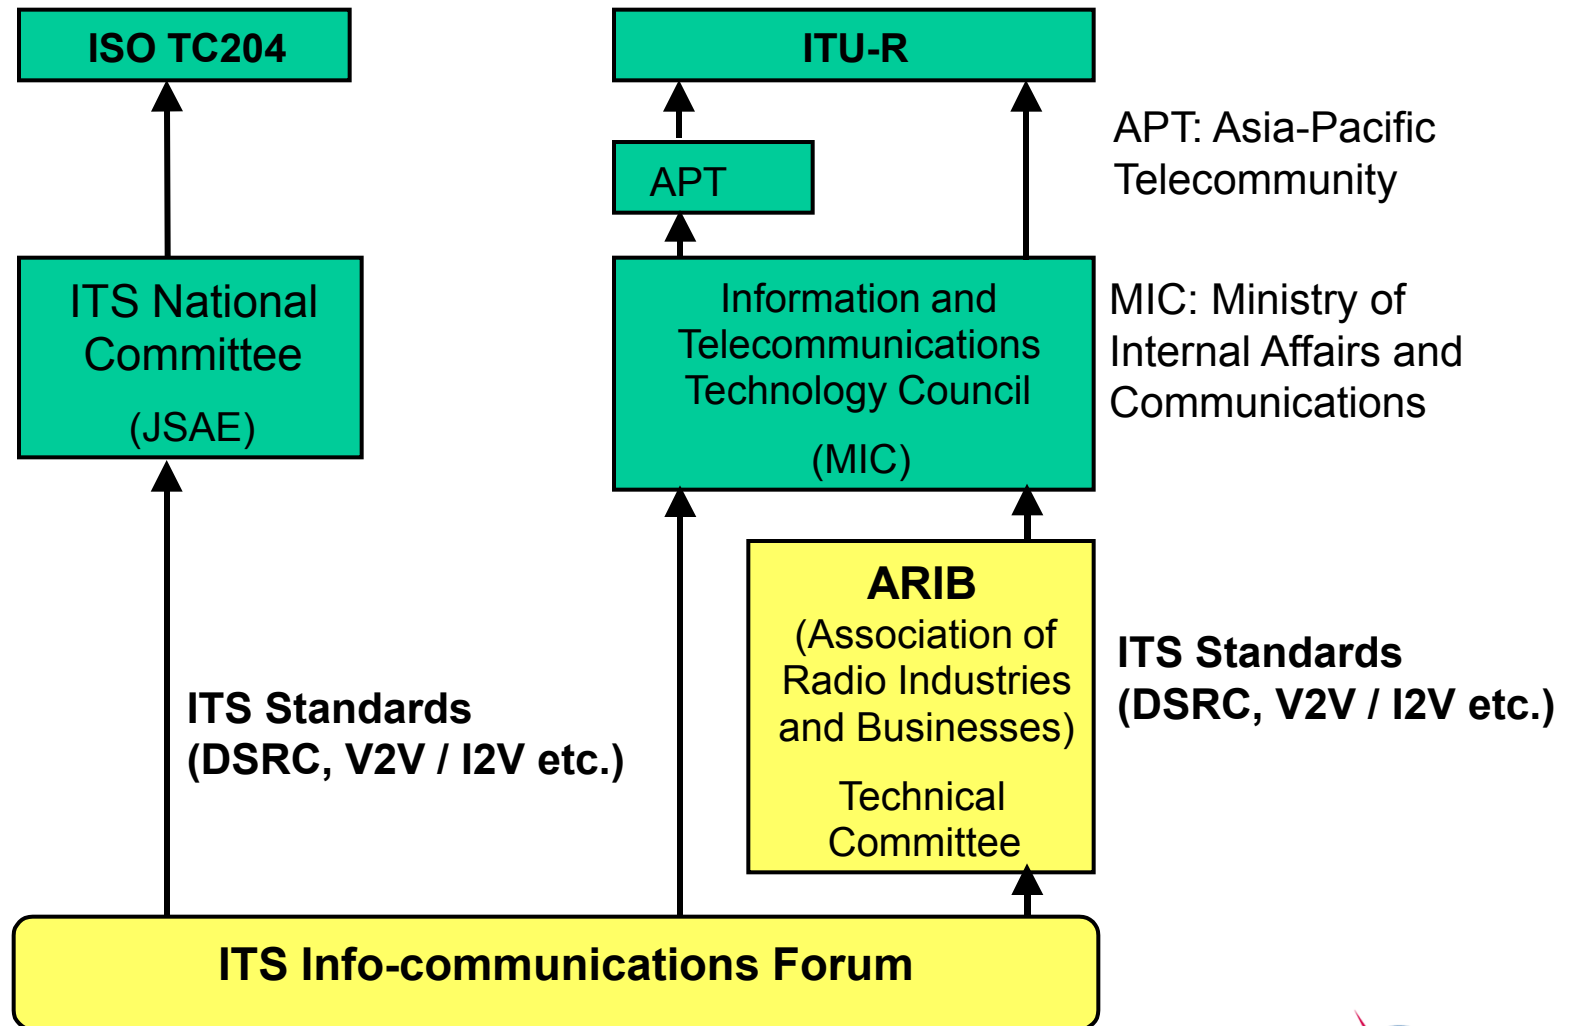 ISO TC204
ITU-R
APT
APT: Asia-Pacific
Telecommunity
ITS National
Committee
(JSAE)
Information and
Telecommunications
Technology Council
(MIC)
MIC: Ministry of
Internal Affairs and
Communications
ARIB
(Association of
Radio Industries
and Businesses)
Technical
Committee
ITS Standards
(DSRC, V2V / I2V etc.)
ITS Standards
(DSRC, V2V / I2V etc.)
ITS Info-communications Forum